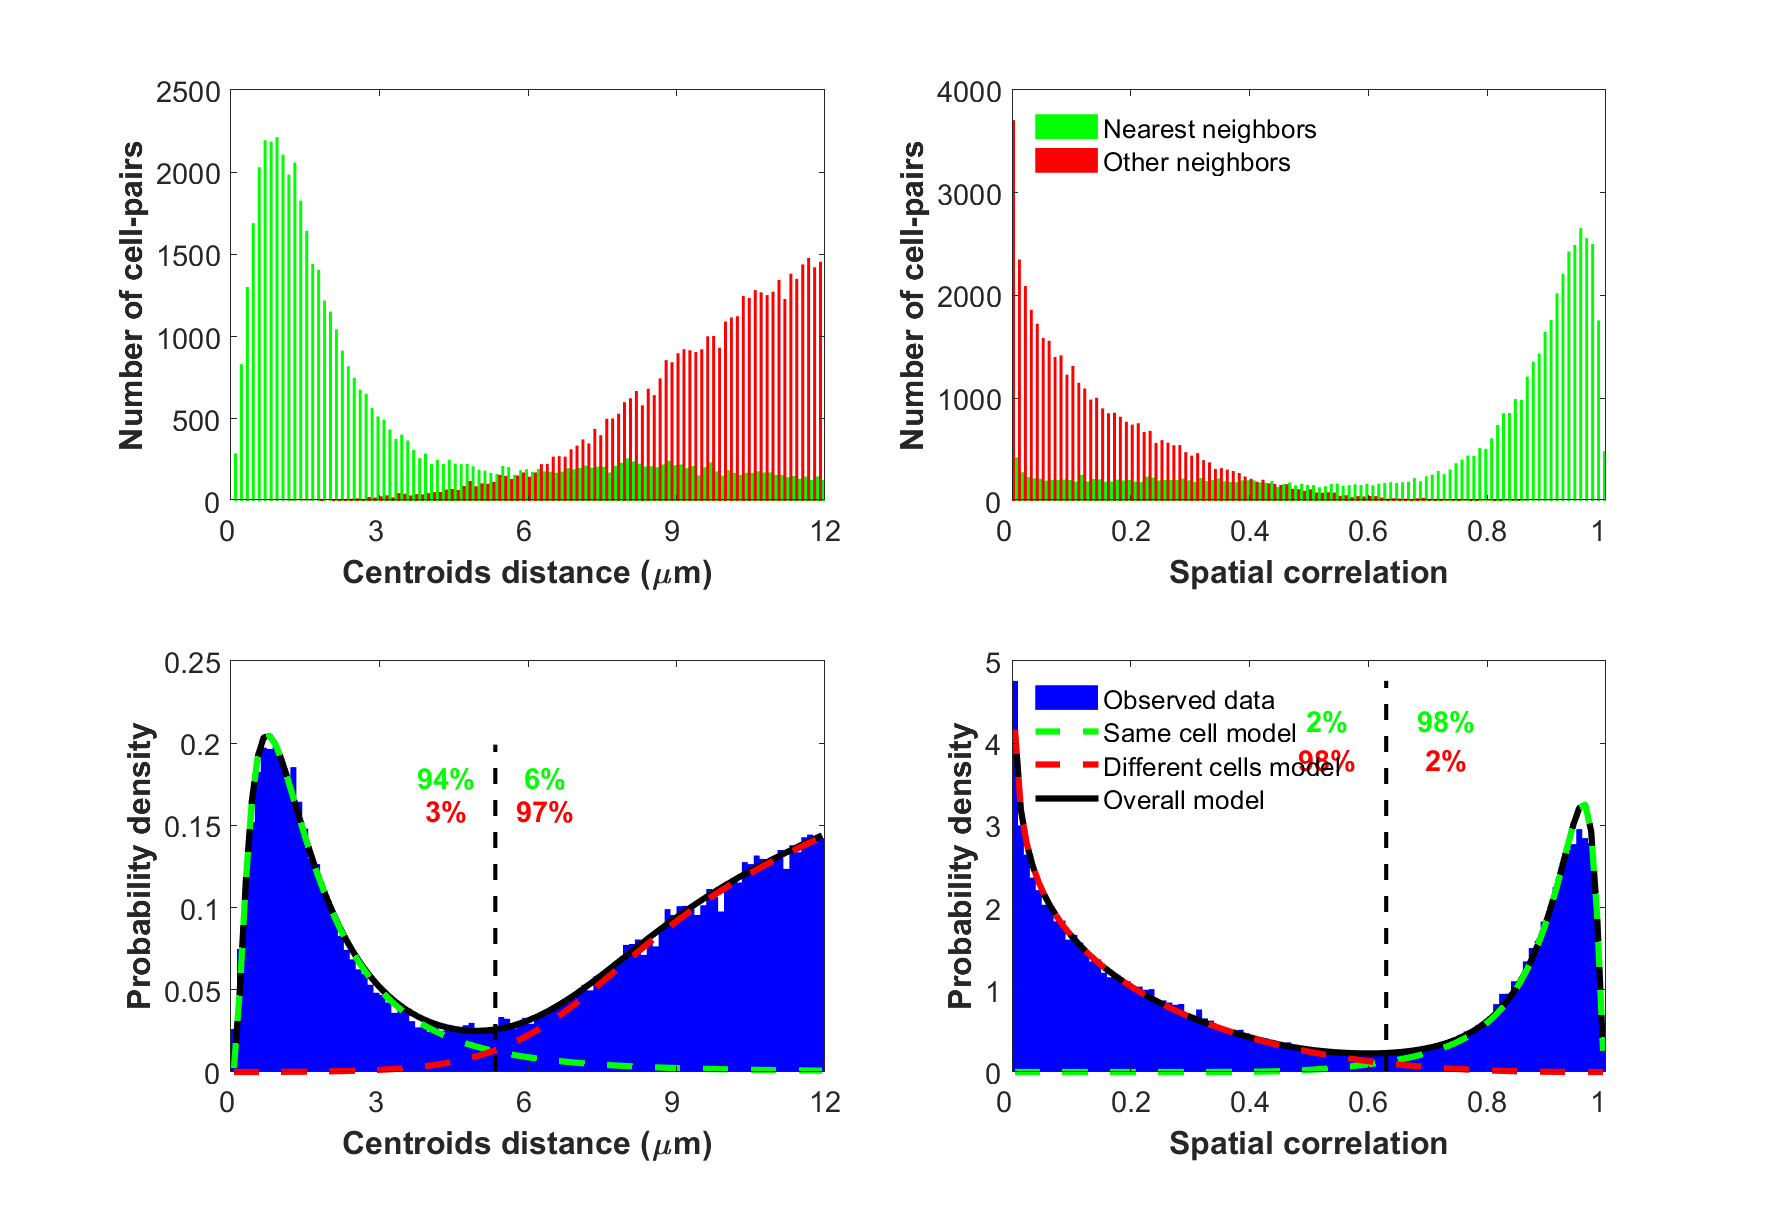 2500
2000
1500
1000
500
0
0 3 6 9 12
Number of cell-pairs
Centroids distance (μm)
4000
3000
2000
1000
0
0 0.2 0.4 0.6 0.8 1
Number of cell-pairs
Spatial correlation
Nearest neighbors
Other neighbors
0.25
0.2
0.15
0.1
0.05
0
0 3 6 9 12
Probability density
Centroids distance (μm)
94% 6%
3% 97%
5
4
3
2
1
0
0 0.2 0.4 0.6 0.8 1
Probability density
Spatial correlation
Observed data
Same cell model
Different cells model
Overall model
2% 98%
98% 2%